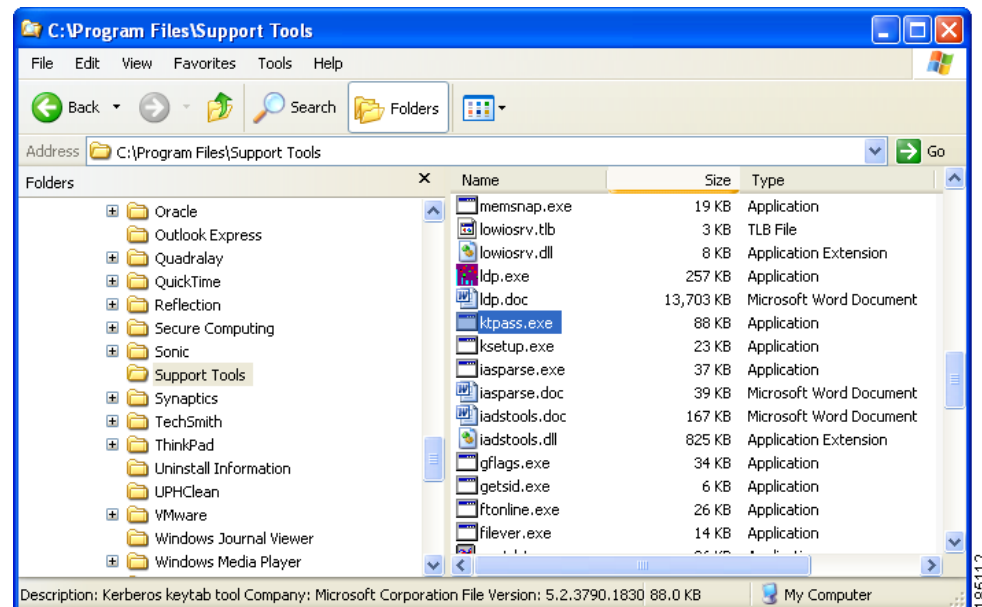 C:\Program Files\Support Tools
File Edit View Favorites Tools Help
Back Search Folders
Address C:\Program Files\Support Tools Go
Folders
Oracle
Outlook Express
Quadralay
QuickTime
Reflection
Secure Computing
Sonic
Support Tools
Synaptics
TechSmith
ThinkPad
Uninstall Information
UPHClean
VMware
Windows Journal Viewer
Windows Media Player
Name Size Type
memsnap.exe 19 KB Application
lowiosrv.tlb 3 KB TLB File
lowiosrv.dll 8 KB Application Extension
ldp.exe 257 KB Application
ldp.doc 13,703 KB Microsoft Word Document
ktpass.exe 88 KB Application
ksetup.exe 23 KB Application
iasparse.exe 37 KB Application
iasparse.doc 39 KB Microsoft Word Document
iadstools.doc 167 KB Microsoft Word Document
iadstools.dll 825 KB Application Extension
gflags.exe 34 KB Application
getsid.exe 6 KB Application
ftonline.exe 26 KB Application
filever.exe 14 KB Application
Description: Kerberos keytab tool Company: Microsoft Corporation File Version: 5.2.3790.1830 88.0 KB My Computer
185112